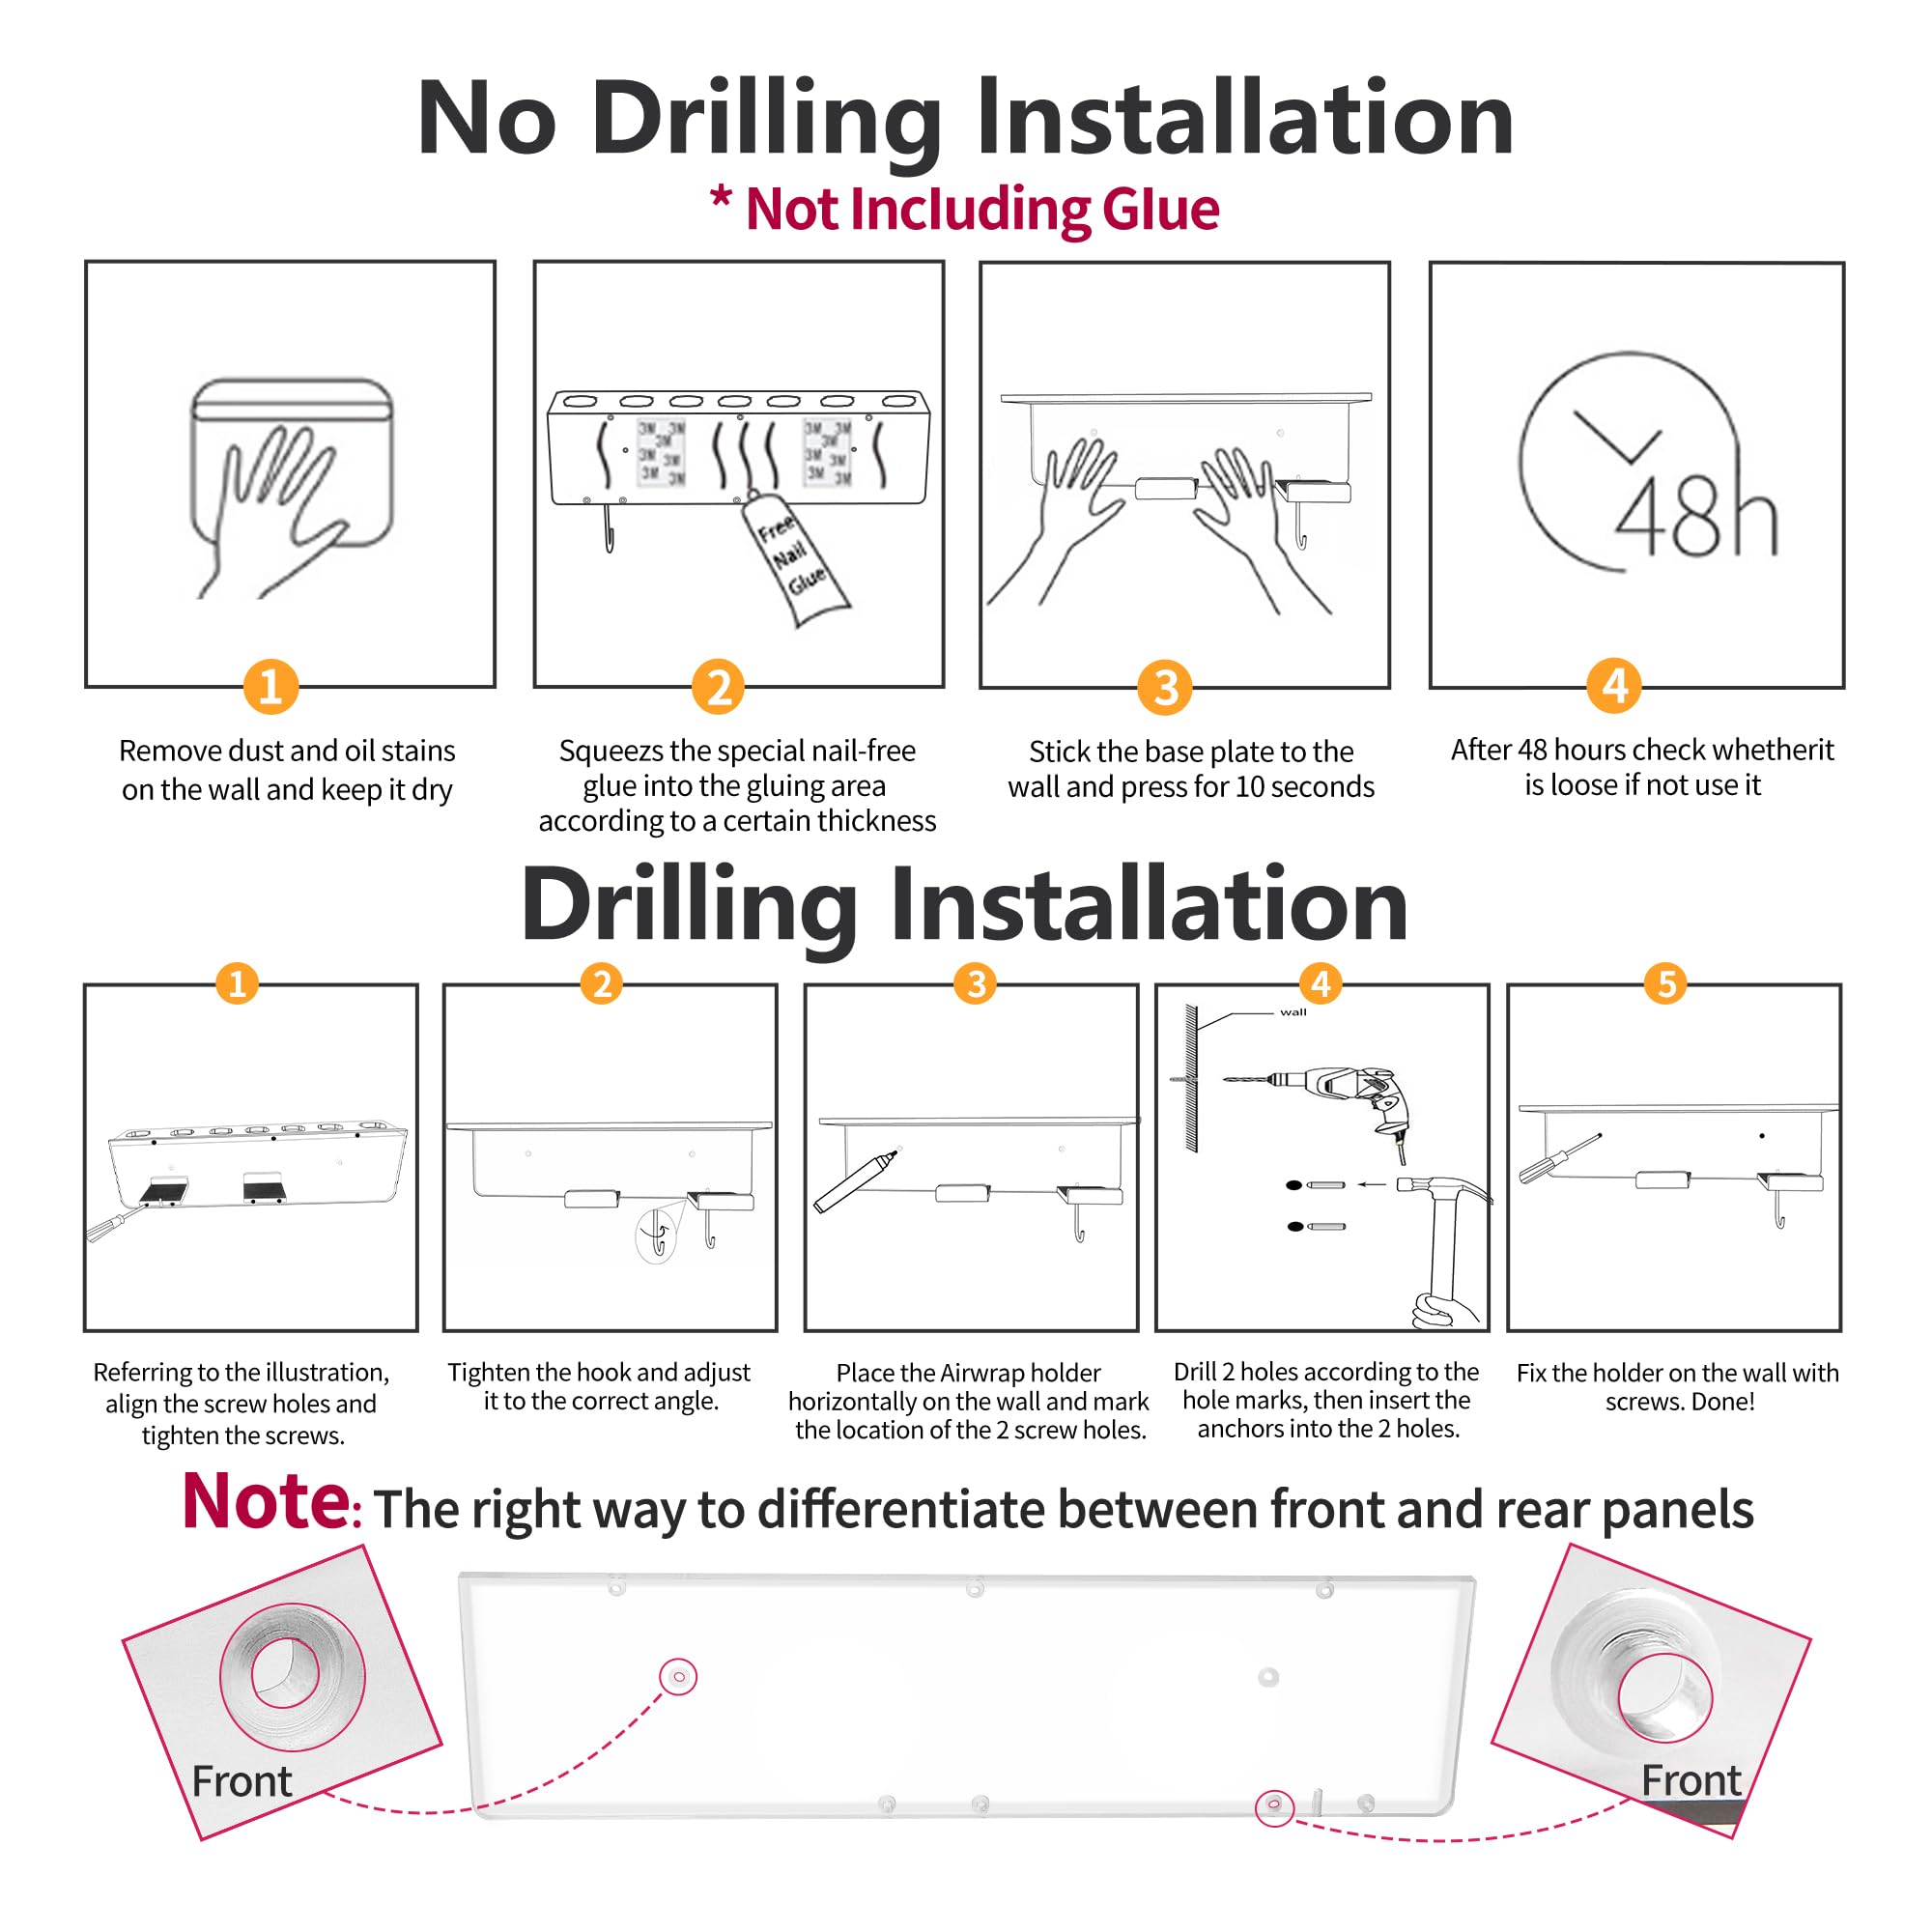 No Drilling Installation
* Not Including Glue
3M 3M
3M
3M 3M
3M 3M
3M 3M
3M
3M 3M
3M 3M
Free
Nail
Glue
48h
1
2
3
4
Remove dust and oil stains
on the wall and keep it dry
Squeezs the special nail-free
glue into the gluing area
according to a certain thickness
Stick the base plate to the
wall and press for 10 seconds
After 48 hours check whetherit
is loose if not use it
Drilling Installation
1
2
3
4
5
wall
Referring to the illustration,
align the screw holes and
tighten the screws.
Tighten the hook and adjust
it to the correct angle.
Place the Airwrap holder
horizontally on the wall and mark
the location of the 2 screw holes.
Drill 2 holes according to the
hole marks, then insert the
anchors into the 2 holes.
Fix the holder on the wall with
screws. Done!
Note: The right way to differentiate between front and rear panels
Front
Front